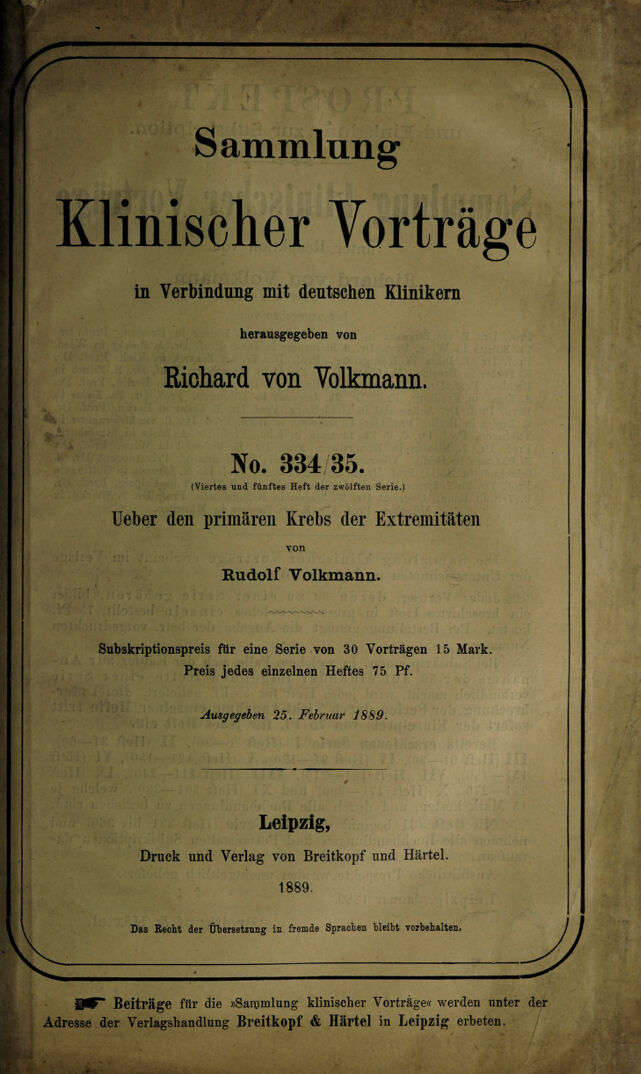 Sammlung
Klinischer Vorträge
in Verbindung mit deutschen Klinikern
herausgegeben von
Richard von Volkmann.
No. 334/35.
(Viertes und fünftes Heft der zwölften Serie.)
Ueber den primären Krebs der Extremitäten
von
Rudolf Volkmann.
Subskriptionspreis für eine Serie von 30 Vorträgen 15 Mark.
Preis jedes einzelnen Heftes 75 Pf.
Ausgegeben 25. Februar 1889.
Leipzig,
Druck und Verlag von Breitkopf und Härtel.
1889.
Das Recht der Übersetzung in fremde Sprachen bleibt vorbehalten.
☛ Beiträge für die »Sammlung klinischer Vorträge« werden unter der
Adresse der Verlagshandlung Breitkopf & Härtel in Leipzig erbeten.